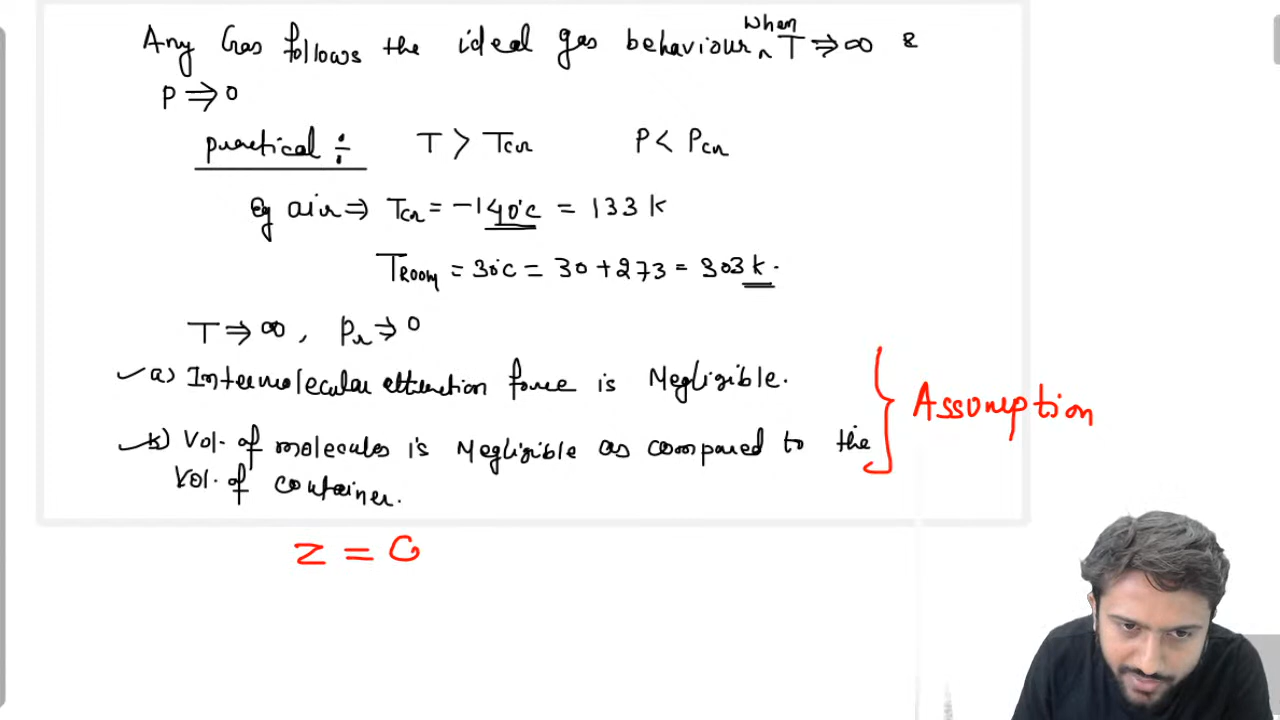 Any Gas follows the ideal gas behaviour when T ⇒ ∞ &
P ⇒ 0
practical ÷ T > Tcr P < Pcr
Eg air ⇒ Tcr = -140°c = 133 k
TRoom = 30°c = 30 + 273 = 303 k.
T ⇒ ∞, Pr ⇒ 0
✓ a) Intermolecular attraction force is Negligible.
✓ b) Vol. of molecules is Negligible as compared to the
Vol. of container.
Assumption
z = C